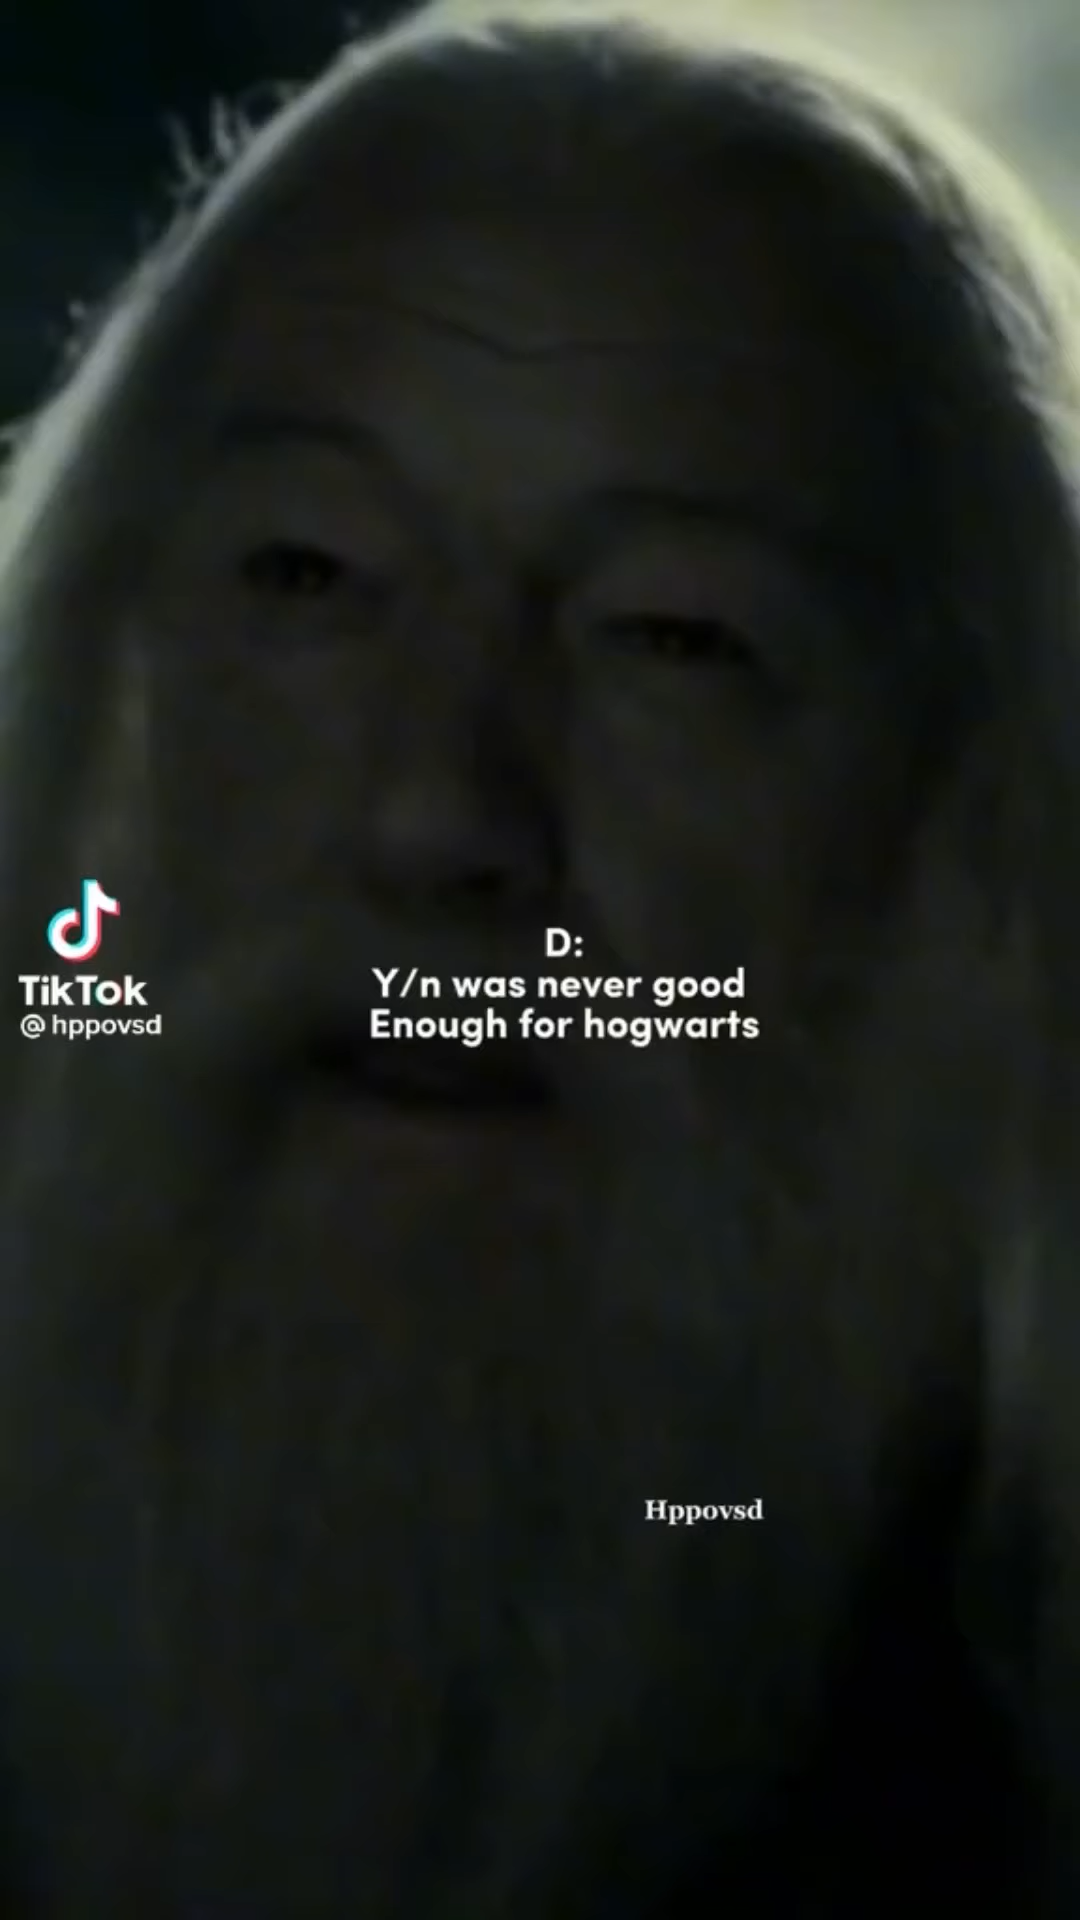 D:
Y/n was never good
Enough for hogwarts
TikTok
@hppovsd
Hppovsd